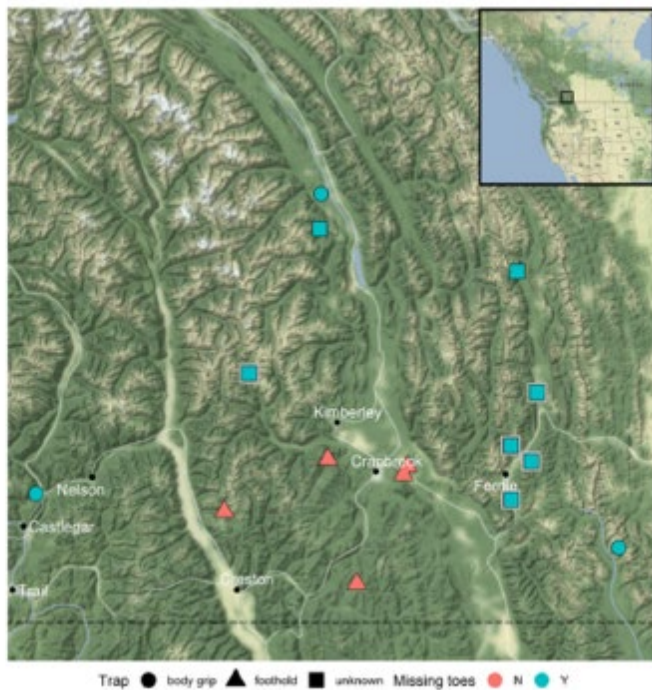 Kimberley
Cranbrook
Nelson
Fernie
Castlegar
Trail
Creston
Trap body grip foothold unknown Missing toes N Y